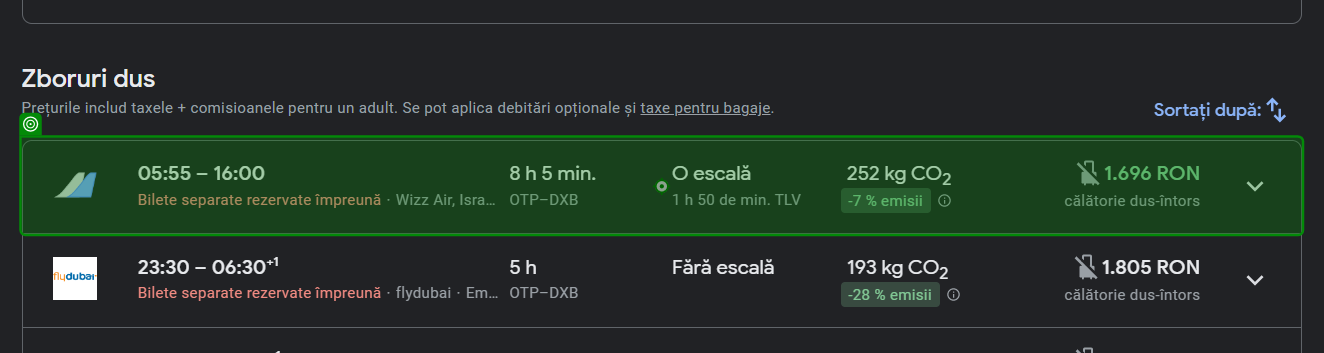 Zboruri dus
Prețurile includ taxele + comisioanele pentru un adult. Se pot aplica debitări opționale și taxe pentru bagaje.
Sortați după:
05:55 – 16:00
Bilete separate rezervate împreună · Wizz Air, Isra…
8 h 5 min.
OTP–DXB
O escală
1 h 50 de min. TLV
252 kg CO2
-7 % emisii
1.696 RON
călătorie dus-întors
flydubai
23:30 – 06:30+1
Bilete separate rezervate împreună · flydubai · Em…
5 h
OTP–DXB
Fără escală
193 kg CO2
-28 % emisii
1.805 RON
călătorie dus-întors